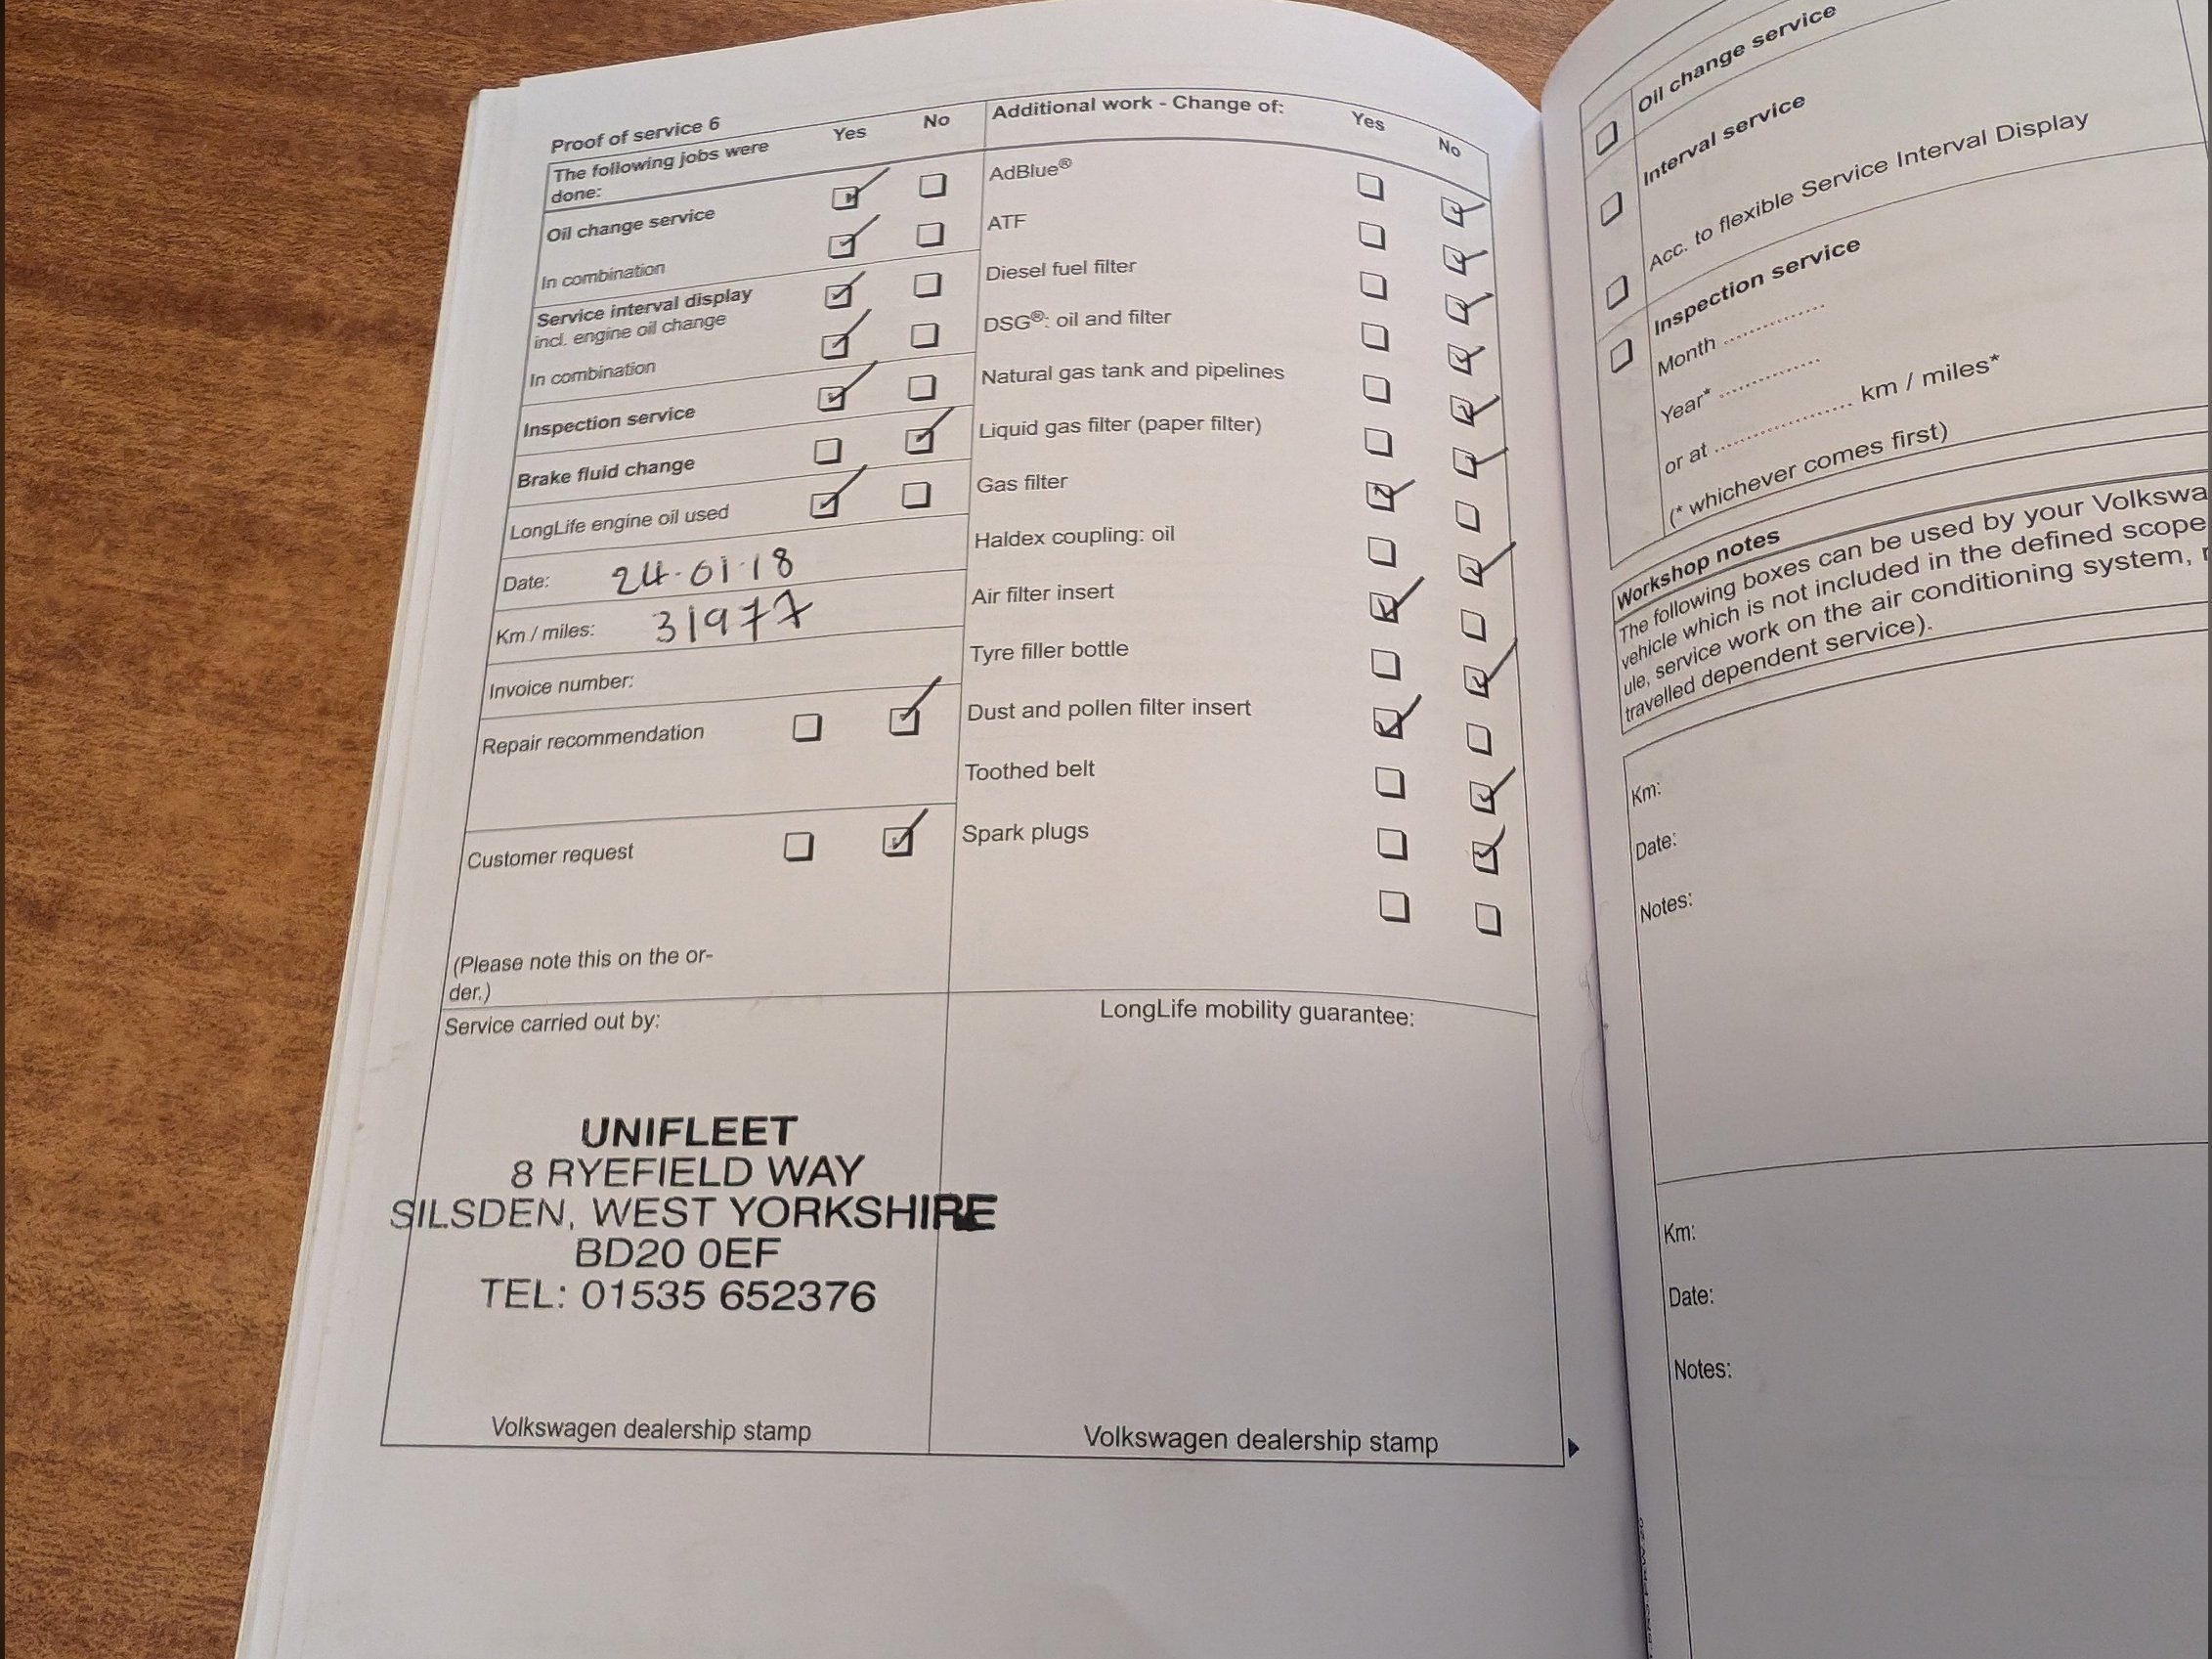 Proof of service 6
The following jobs were
done:
Yes
No
Oil change service
In combination
Service interval display
incl. engine oil change
In combination
Inspection service
Brake fluid change
LongLife engine oil used
Date: 24.01.18
Km / miles: 31977
Invoice number:
Repair recommendation
Customer request
(Please note this on the or-
der.)
Additional work - Change of:
Yes
No
AdBlue®
ATF
Diesel fuel filter
DSG®: oil and filter
Natural gas tank and pipelines
Liquid gas filter (paper filter)
Gas filter
Haldex coupling: oil
Air filter insert
Tyre filler bottle
Dust and pollen filter insert
Toothed belt
Spark plugs
Service carried out by:
UNIFLEET
8 RYEFIELD WAY
SILSDEN, WEST YORKSHIRE
BD20 0EF
TEL: 01535 652376
Volkswagen dealership stamp
LongLife mobility guarantee:
Volkswagen dealership stamp
Oil change service
Interval service
Acc. to flexible Service Interval Display
Inspection service
Month ..................
Year* ..................
or at ........................ km / miles*
(* whichever comes first)
Workshop notes
The following boxes can be used by your Volkswa
vehicle which is not included in the defined scope
ule, service work on the air conditioning system, r
travelled dependent service).
Km:
Date:
Notes:
Km:
Date:
Notes: